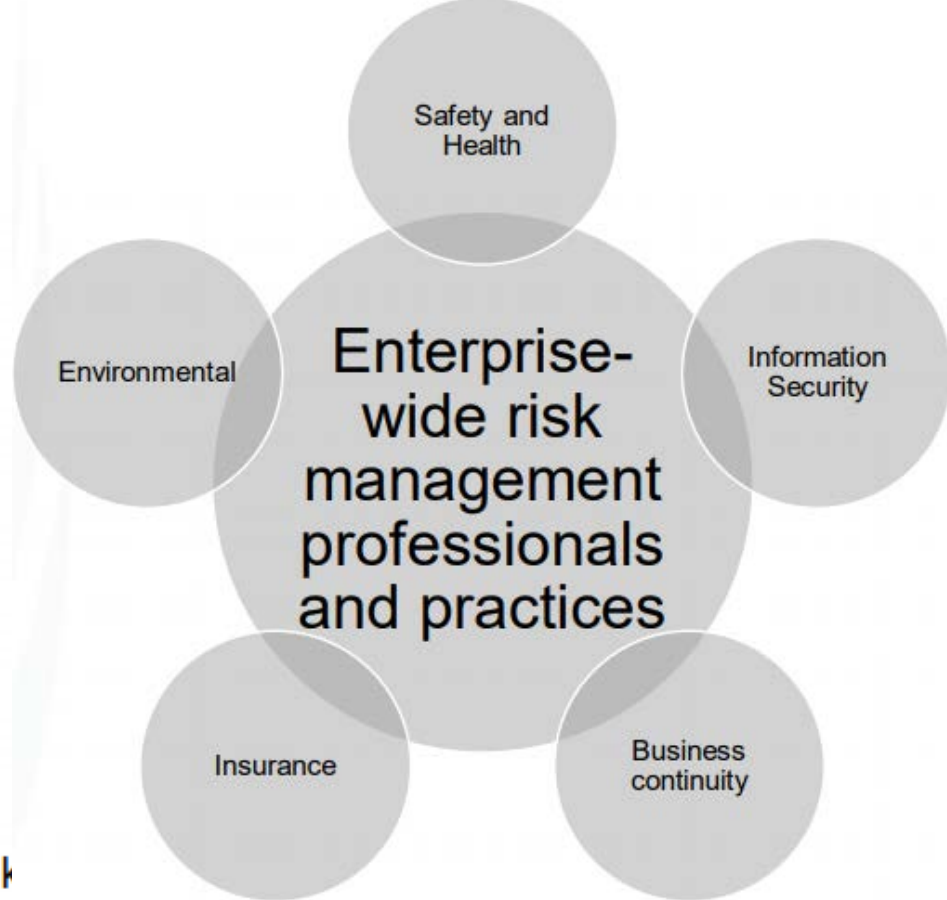 Safety and
Health
Environmental
Enterprise-
wide risk
management
professionals
and practices
Information
Security
Insurance
Business
continuity
k